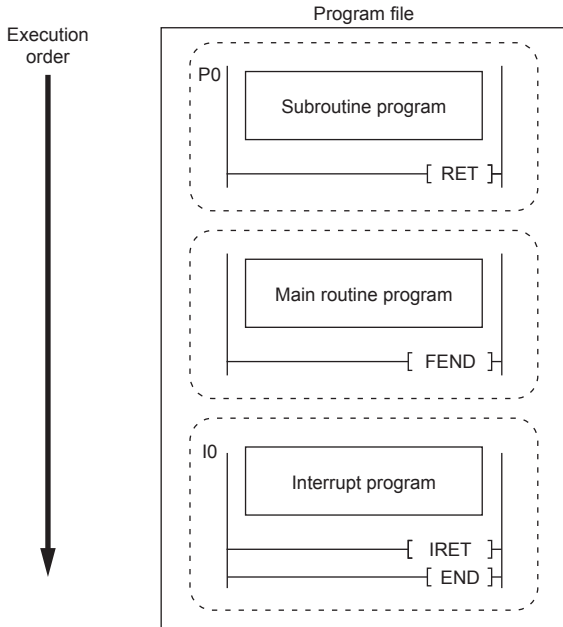 Program file
Execution
order
P0
Subroutine program
RET
Main routine program
FEND
I0
Interrupt program
IRET
END